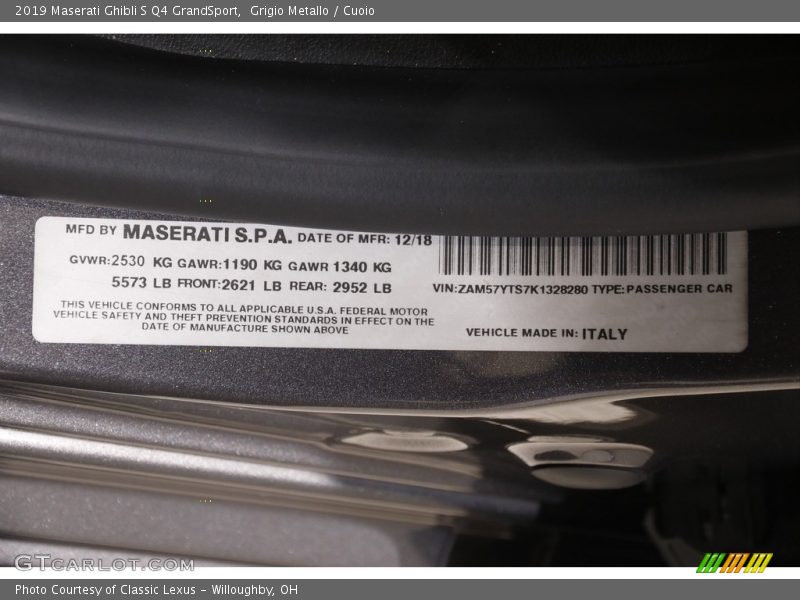 2019 Maserati Ghibli S Q4 GrandSport, Grigio Metallo / Cuoio
MFD BY MASERATI S.P.A. DATE OF MFR: 12/18
GVWR:2530 KG GAWR:1190 KG GAWR 1340 KG
5573 LB FRONT:2621 LB REAR: 2952 LB
THIS VEHICLE CONFORMS TO ALL APPLICABLE U.S.A. FEDERAL MOTOR
VEHICLE SAFETY AND THEFT PREVENTION STANDARDS IN EFFECT ON THE
DATE OF MANUFACTURE SHOWN ABOVE
VIN:ZAM57YTS7K1328280 TYPE:PASSENGER CAR
VEHICLE MADE IN: ITALY
GTcarlot.com
Photo Courtesy of Classic Lexus - Willoughby, OH